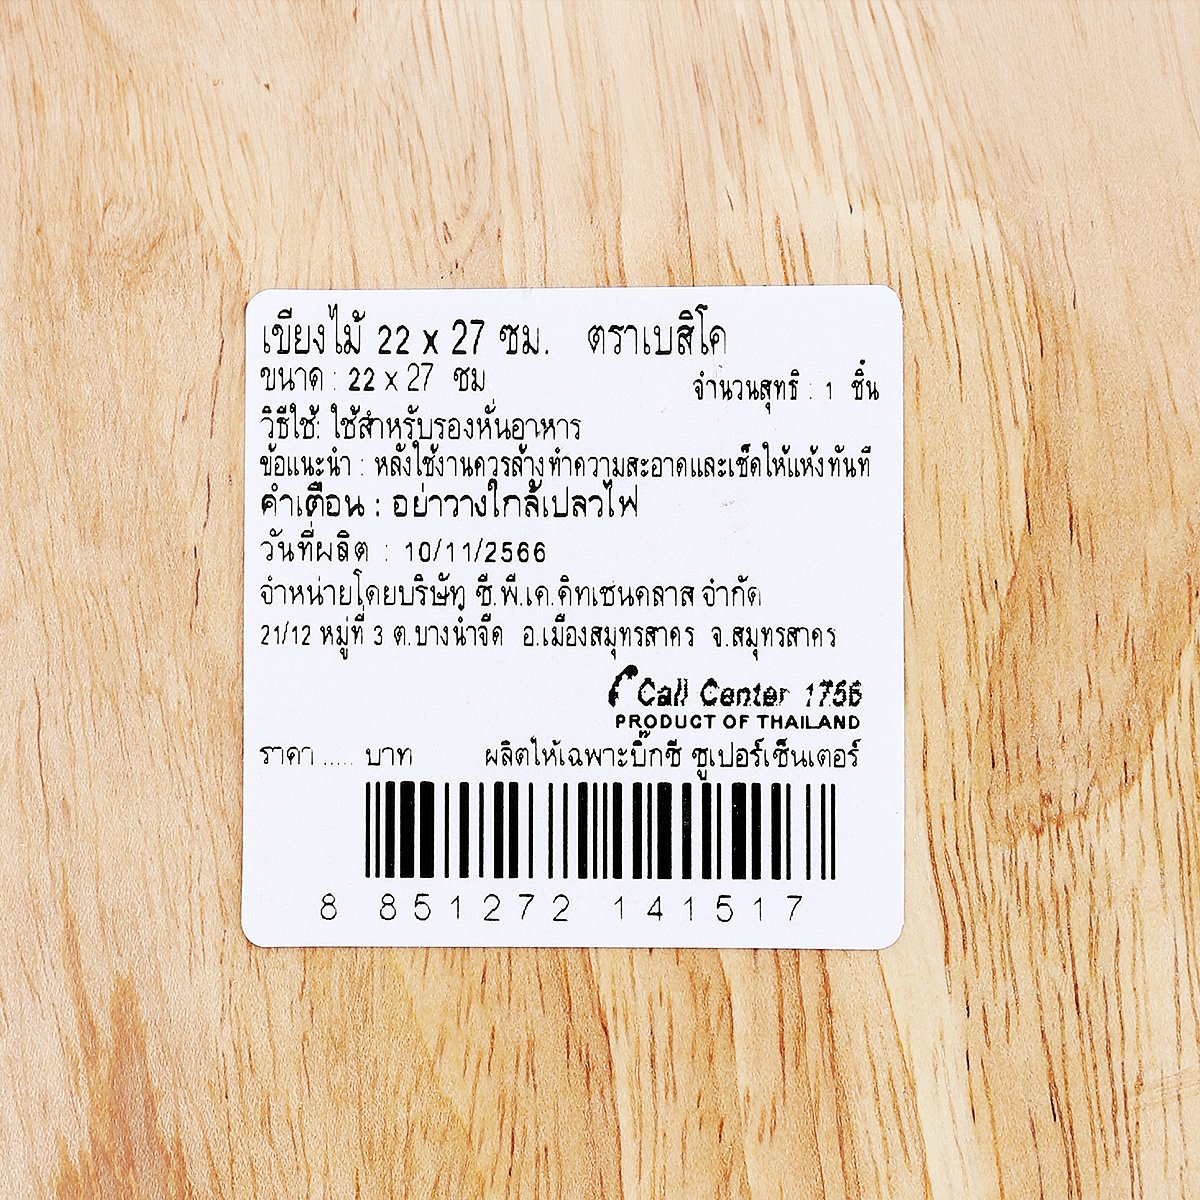 เขียงไม้ 22 x 27 ซม. ตราเบสิโค
ขนาด : 22 x 27 ซม จำนวนสุทธิ : 1 ชิ้น
วิธีใช้: ใช้สำหรับรองหั่นอาหาร
ข้อแนะนำ : หลังใช้งานควรล้างทำความสะอาดและเช็ดให้แห้งทันที
คำเตือน : อย่าวางใกล้เปลวไฟ
วันที่ผลิต : 10/11/2566
จำหน่ายโดยบริษัท ซี.พี.เค.คิทเชนคลาส จำกัด
21/12 หมู่ที่ 3 ต.บางน้ำจืด อ.เมืองสมุทรสาคร จ.สมุทรสาคร
Call Center 1756
PRODUCT OF THAILAND
ราคา ..... บาท ผลิตให้เฉพาะบิ๊กซี ซูเปอร์เซ็นเตอร์
8 851272 141517